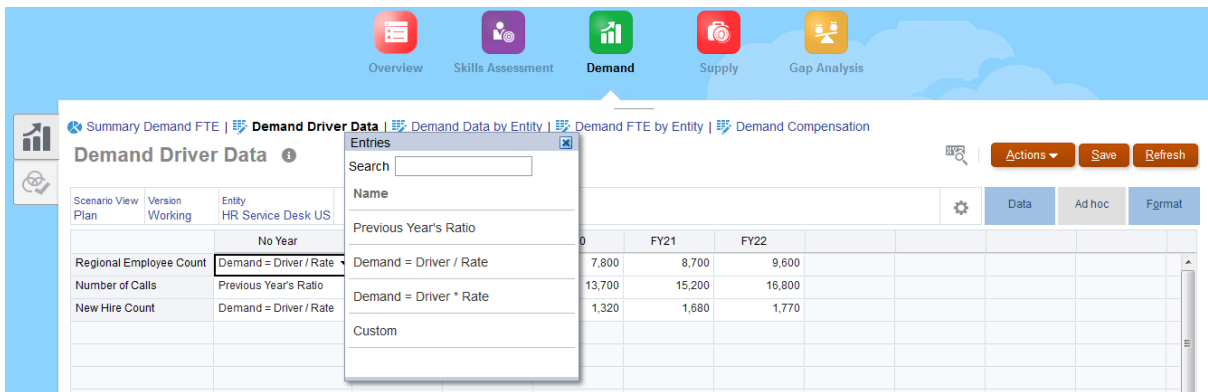 Overview Skills Assessment Demand Supply Gap Analysis
Summary Demand FTE | Demand Driver Data | Demand Data by Entity | Demand FTE by Entity | Demand Compensation
Demand Driver Data
Actions Save Refresh
Entries
Search
Name
Previous Year's Ratio
Demand = Driver / Rate
Demand = Driver * Rate
Custom
Scenario View Version Entity
Plan Working HR Service Desk US
Data Ad hoc Format
No Year 0 FY21 FY22
Regional Employee Count Demand = Driver / Rate 7,800 8,700 9,600
Number of Calls Previous Year's Ratio 13,700 15,200 16,800
New Hire Count Demand = Driver / Rate 1,320 1,680 1,770